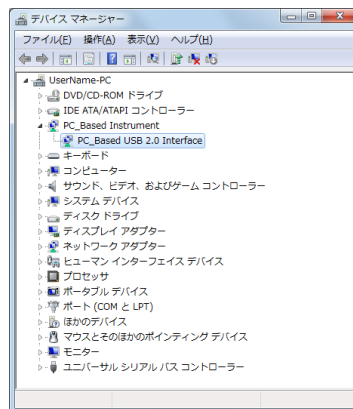 デバイス マネージャー
ファイル(F) 操作(A) 表示(V) ヘルプ(H)
UserName-PC
DVD/CD-ROM ドライブ
IDE ATA/ATAPI コントローラー
PC_Based Instrument
PC_Based USB 2.0 Interface
キーボード
コンピューター
サウンド、ビデオ、およびゲーム コントローラー
システム デバイス
ディスク ドライブ
ディスプレイ アダプター
ネットワーク アダプター
ヒューマン インターフェイス デバイス
プロセッサ
ポータブル デバイス
ポート (COM と LPT)
ほかのデバイス
マウスとそのほかのポインティング デバイス
モニター
ユニバーサル シリアル バス コントローラー